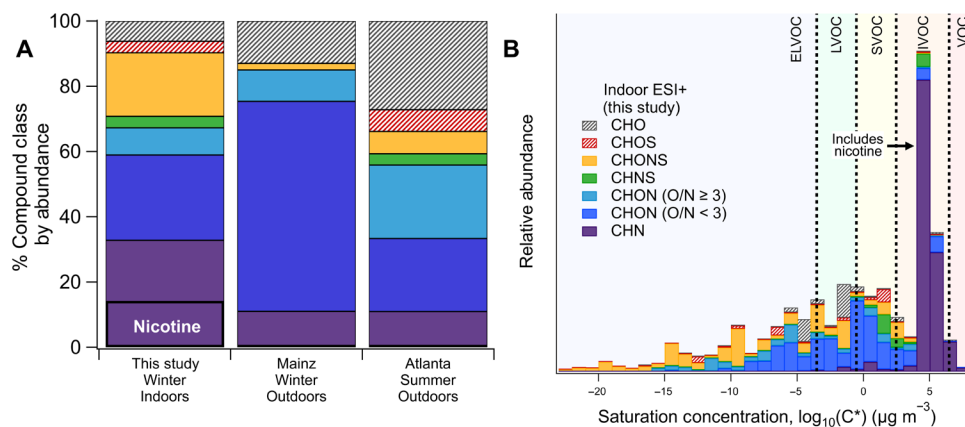 A
% Compound class
by abundance
100
80
60
40
20
0
Nicotine
This study
Winter
Indoors
Mainz
Winter
Outdoors
Atlanta
Summer
Outdoors
B
Relative abundance
ELVOC
LVOC
SVOC
IVOC
VOC
Indoor ESI+
(this study)
CHO
CHOS
CHONS
CHNS
CHON (O/N ≥ 3)
CHON (O/N < 3)
CHN
Includes
nicotine
−20 −15 −10 −5 0 5
Saturation concentration, log₁₀(C*) (μg m⁻³)